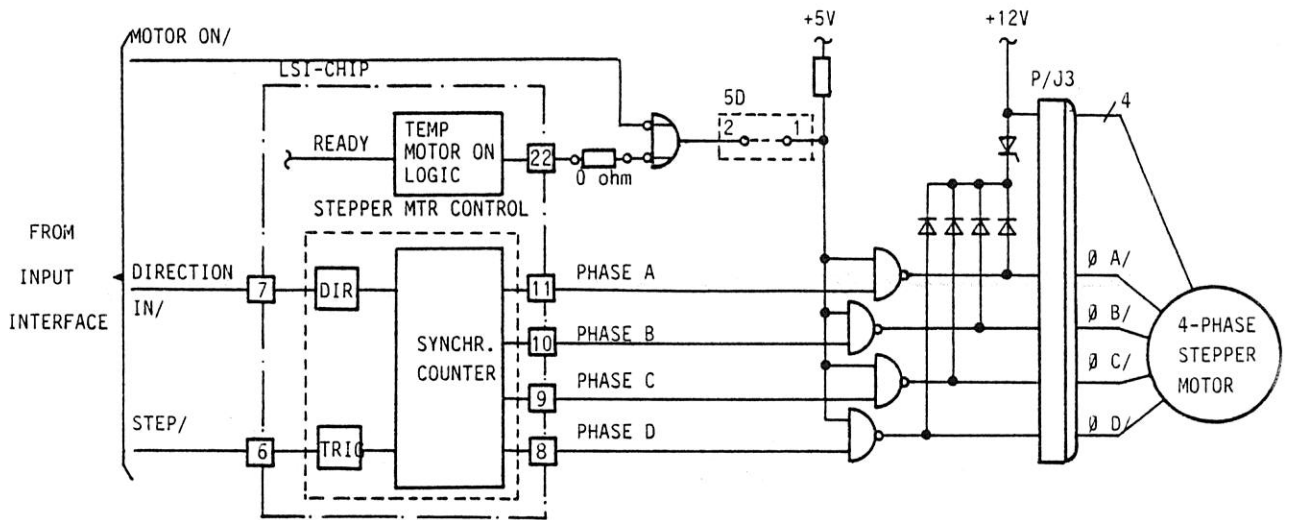 +5V
+12V
MOTOR ON/
LSI-CHIP
P/J3
4
5D
2 1
READY
TEMP
MOTOR ON
LOGIC
22
0 ohm
STEPPER MTR CONTROL
FROM
INPUT
INTERFACE
DIRECTION
IN/
7
DIR
11
PHASE A
Ø A/
10
PHASE B
Ø B/
SYNCHR.
COUNTER
9
PHASE C
Ø C/
STEP/
6
TRIG
8
PHASE D
Ø D/
4-PHASE
STEPPER
MOTOR